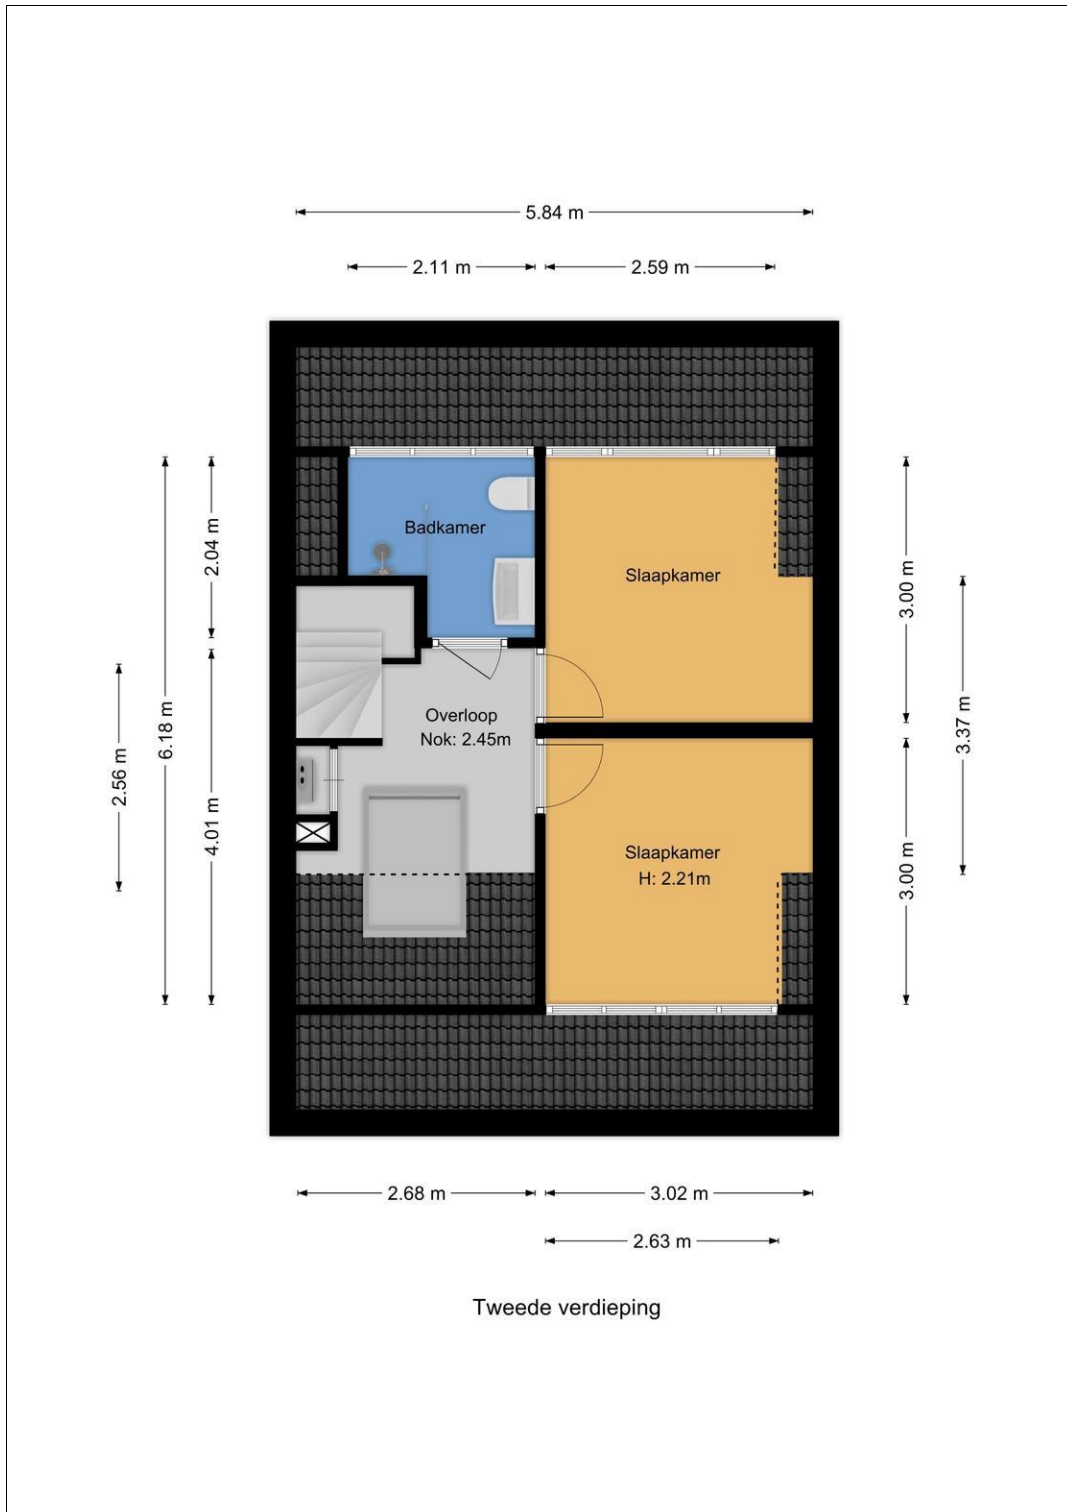 5.84 m
2.11 m
2.59 m
2.04 m
6.18 m
2.56 m
4.01 m
3.00 m
3.37 m
3.00 m
Badkamer
Slaapkamer
Overloop
Nok: 2.45m
Slaapkamer
H: 2.21m
2.68 m
3.02 m
2.63 m
Tweede verdieping